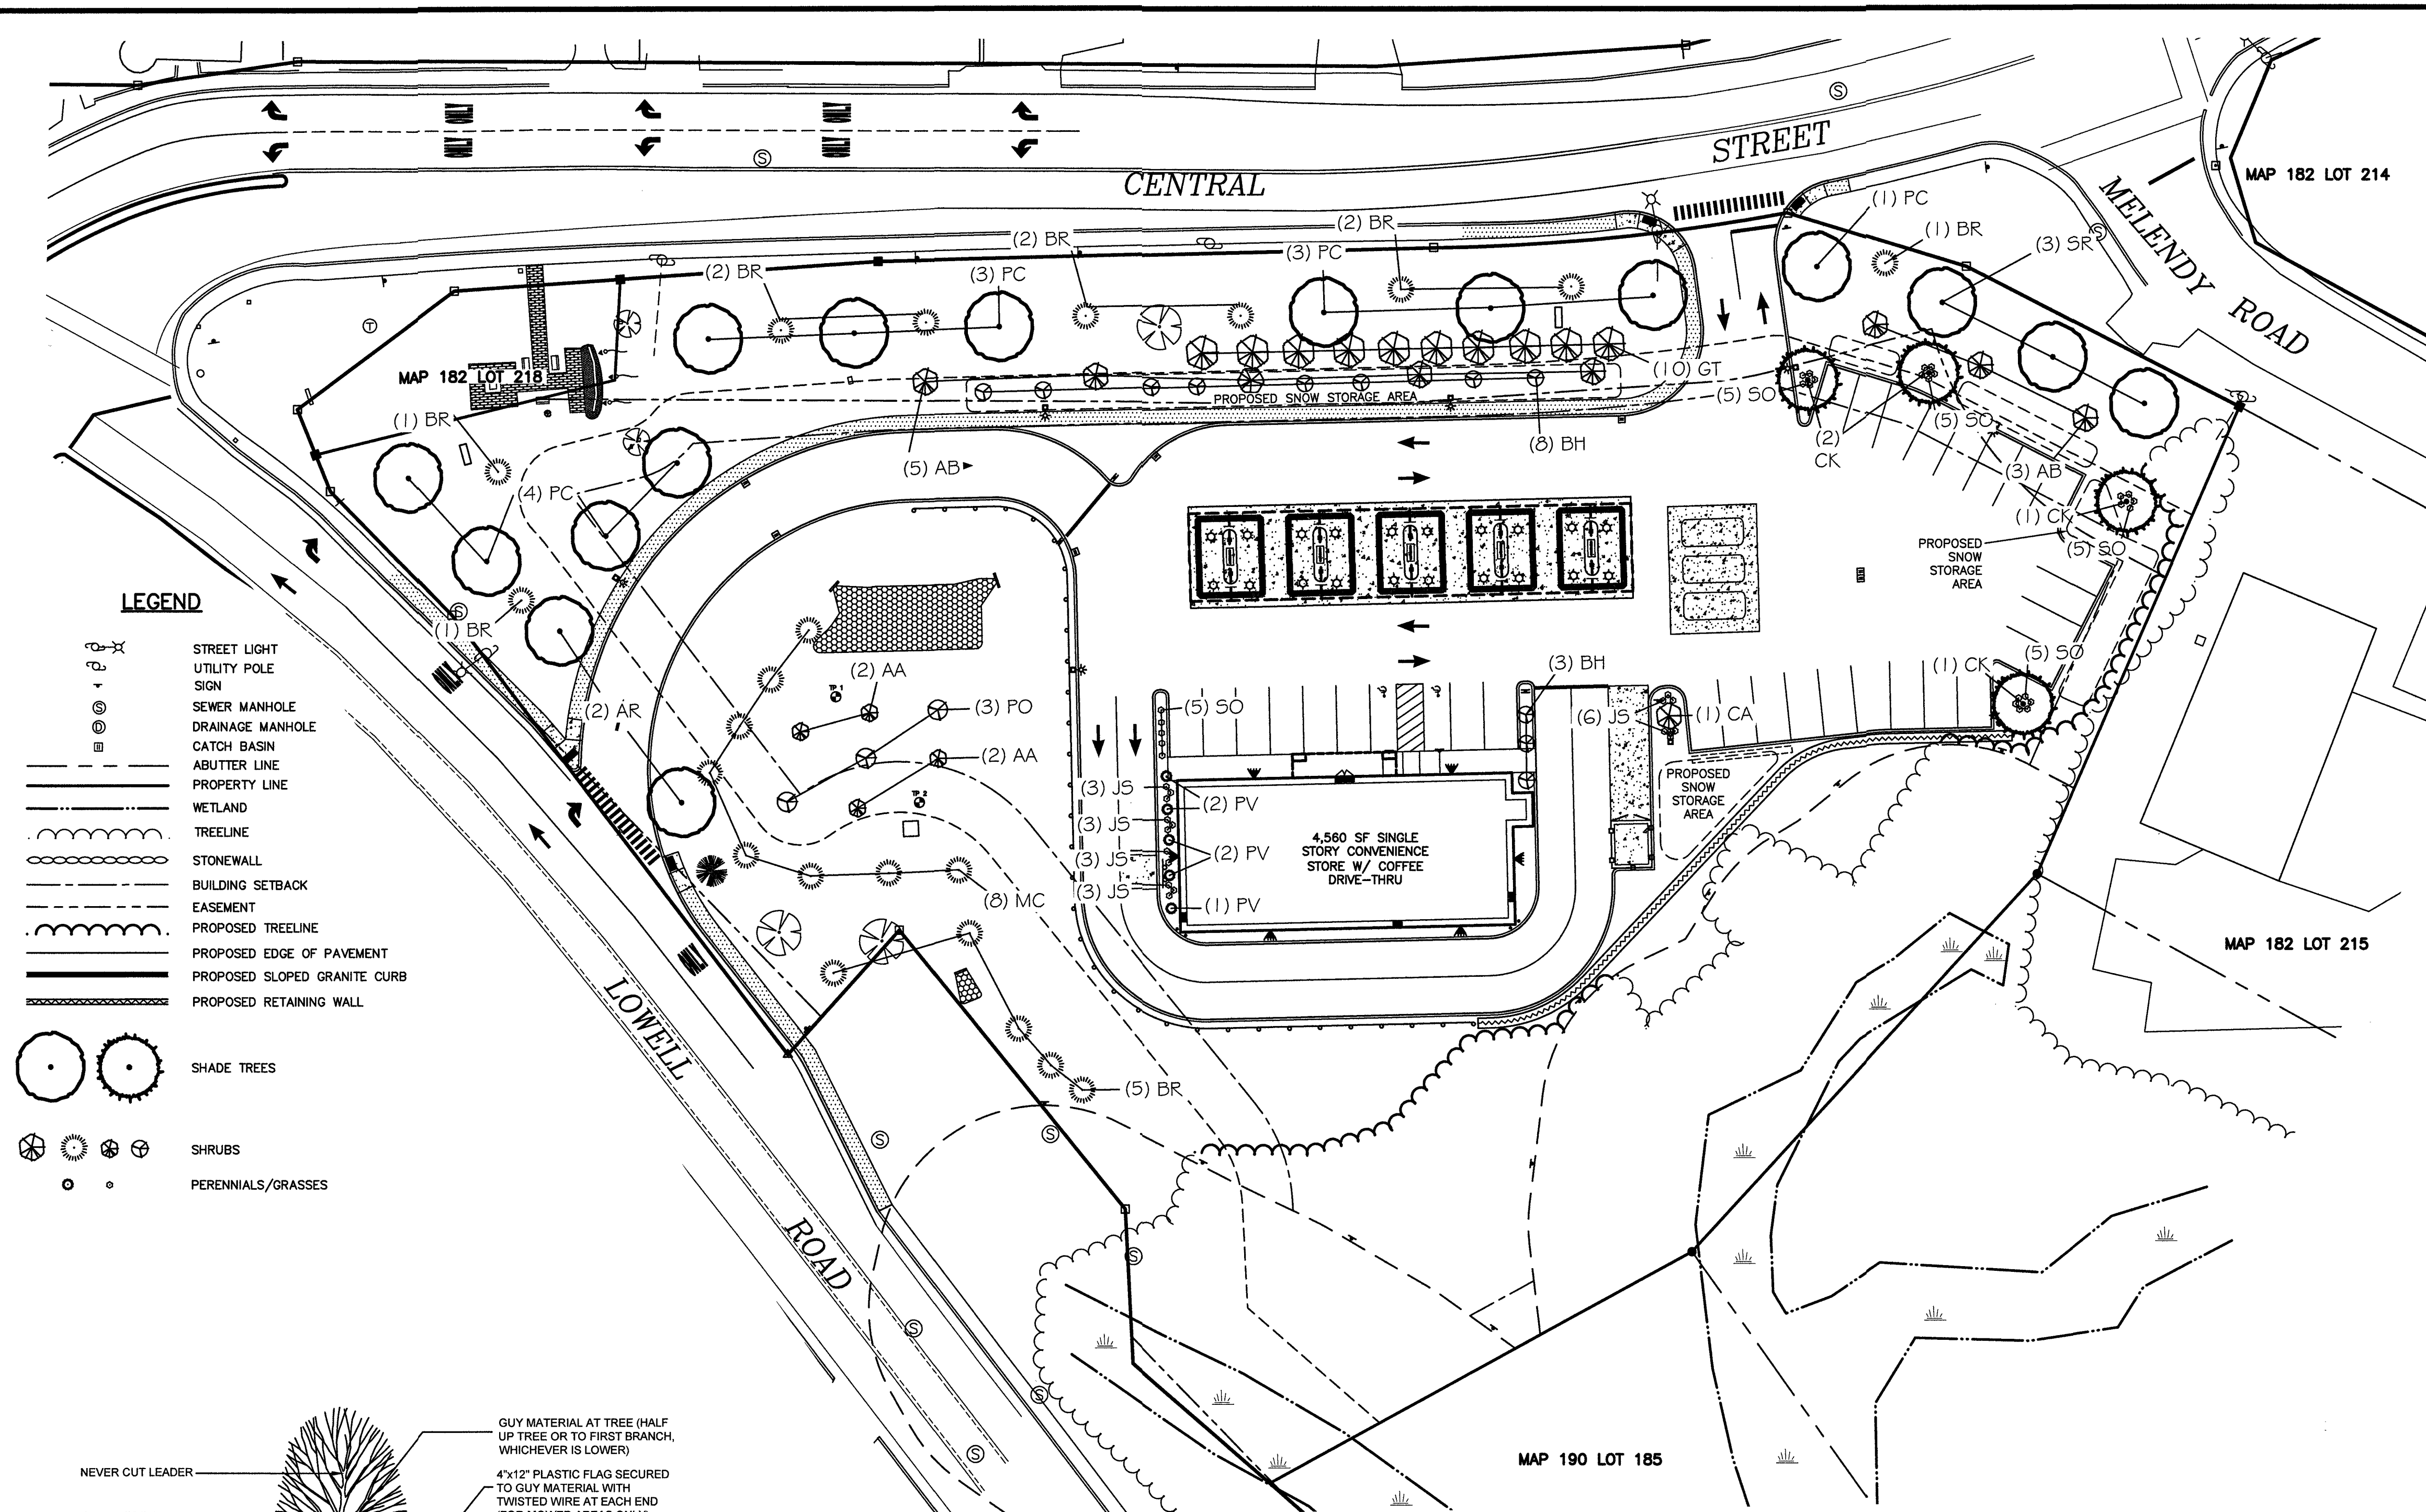 CENTRAL
STREET
MELENDY ROAD
MAP 182 LOT 214
(1) PC
(1) BR
(3) SR
(2) BR
(2) BR
(2) BR
(3) PC
(3) PC
MAP 182 LOT 218
(1) BR
(10) GT
(5) SO
PROPOSED SNOW STORAGE AREA
(8) BH
(5) AB
(2)
CK
(5) SO
(3) AB
(1) CK
(5) SO
(4) PC
PROPOSED
SNOW
STORAGE
AREA
(1) BR
LEGEND
STREET LIGHT
UTILITY POLE
SIGN
S
SEWER MANHOLE
D
DRAINAGE MANHOLE
CATCH BASIN
ABUTTER LINE
PROPERTY LINE
WETLAND
TREELINE
STONEWALL
BUILDING SETBACK
EASEMENT
PROPOSED TREELINE
PROPOSED EDGE OF PAVEMENT
PROPOSED SLOPED GRANITE CURB
PROPOSED RETAINING WALL
SHADE TREES
SHRUBS
PERENNIALS/GRASSES
(2) AR
(2) AA
TP 1
(3) PO
(2) AA
TP 2
(8) MC
(5) BR
(5) SO
(3) BH
(6) JS
(1) CA
(1) CK
(5) SO
(3) JS
(2) PV
(3) JS
(2) PV
(3) JS
(3) JS
(1) PV
4,560 SF SINGLE
STORY CONVENIENCE
STORE W/ COFFEE
DRIVE-THRU
PROPOSED
SNOW
STORAGE
AREA
MAP 182 LOT 215
LOWELL
ROAD
MAP 190 LOT 185
NEVER CUT LEADER
GUY MATERIAL AT TREE (HALF
UP TREE OR TO FIRST BRANCH,
WHICHEVER IS LOWER)
4"x12" PLASTIC FLAG SECURED
TO GUY MATERIAL WITH
TWISTED WIRE AT EACH END
ONLY
ONLY
ONLY
ONLY
ONLY
ONLY
T
S
S
S
S
S
S
S
S
S
S